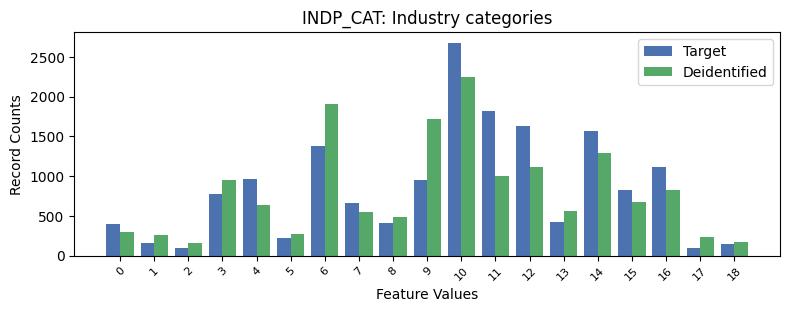 INDP_CAT: Industry categories
Target
Deidentified
Record Counts
2500
2000
1500
1000
500
0
0 1 2 3 4 5 6 7 8 9 10 11 12 13 14 15 16 17 18
Feature Values